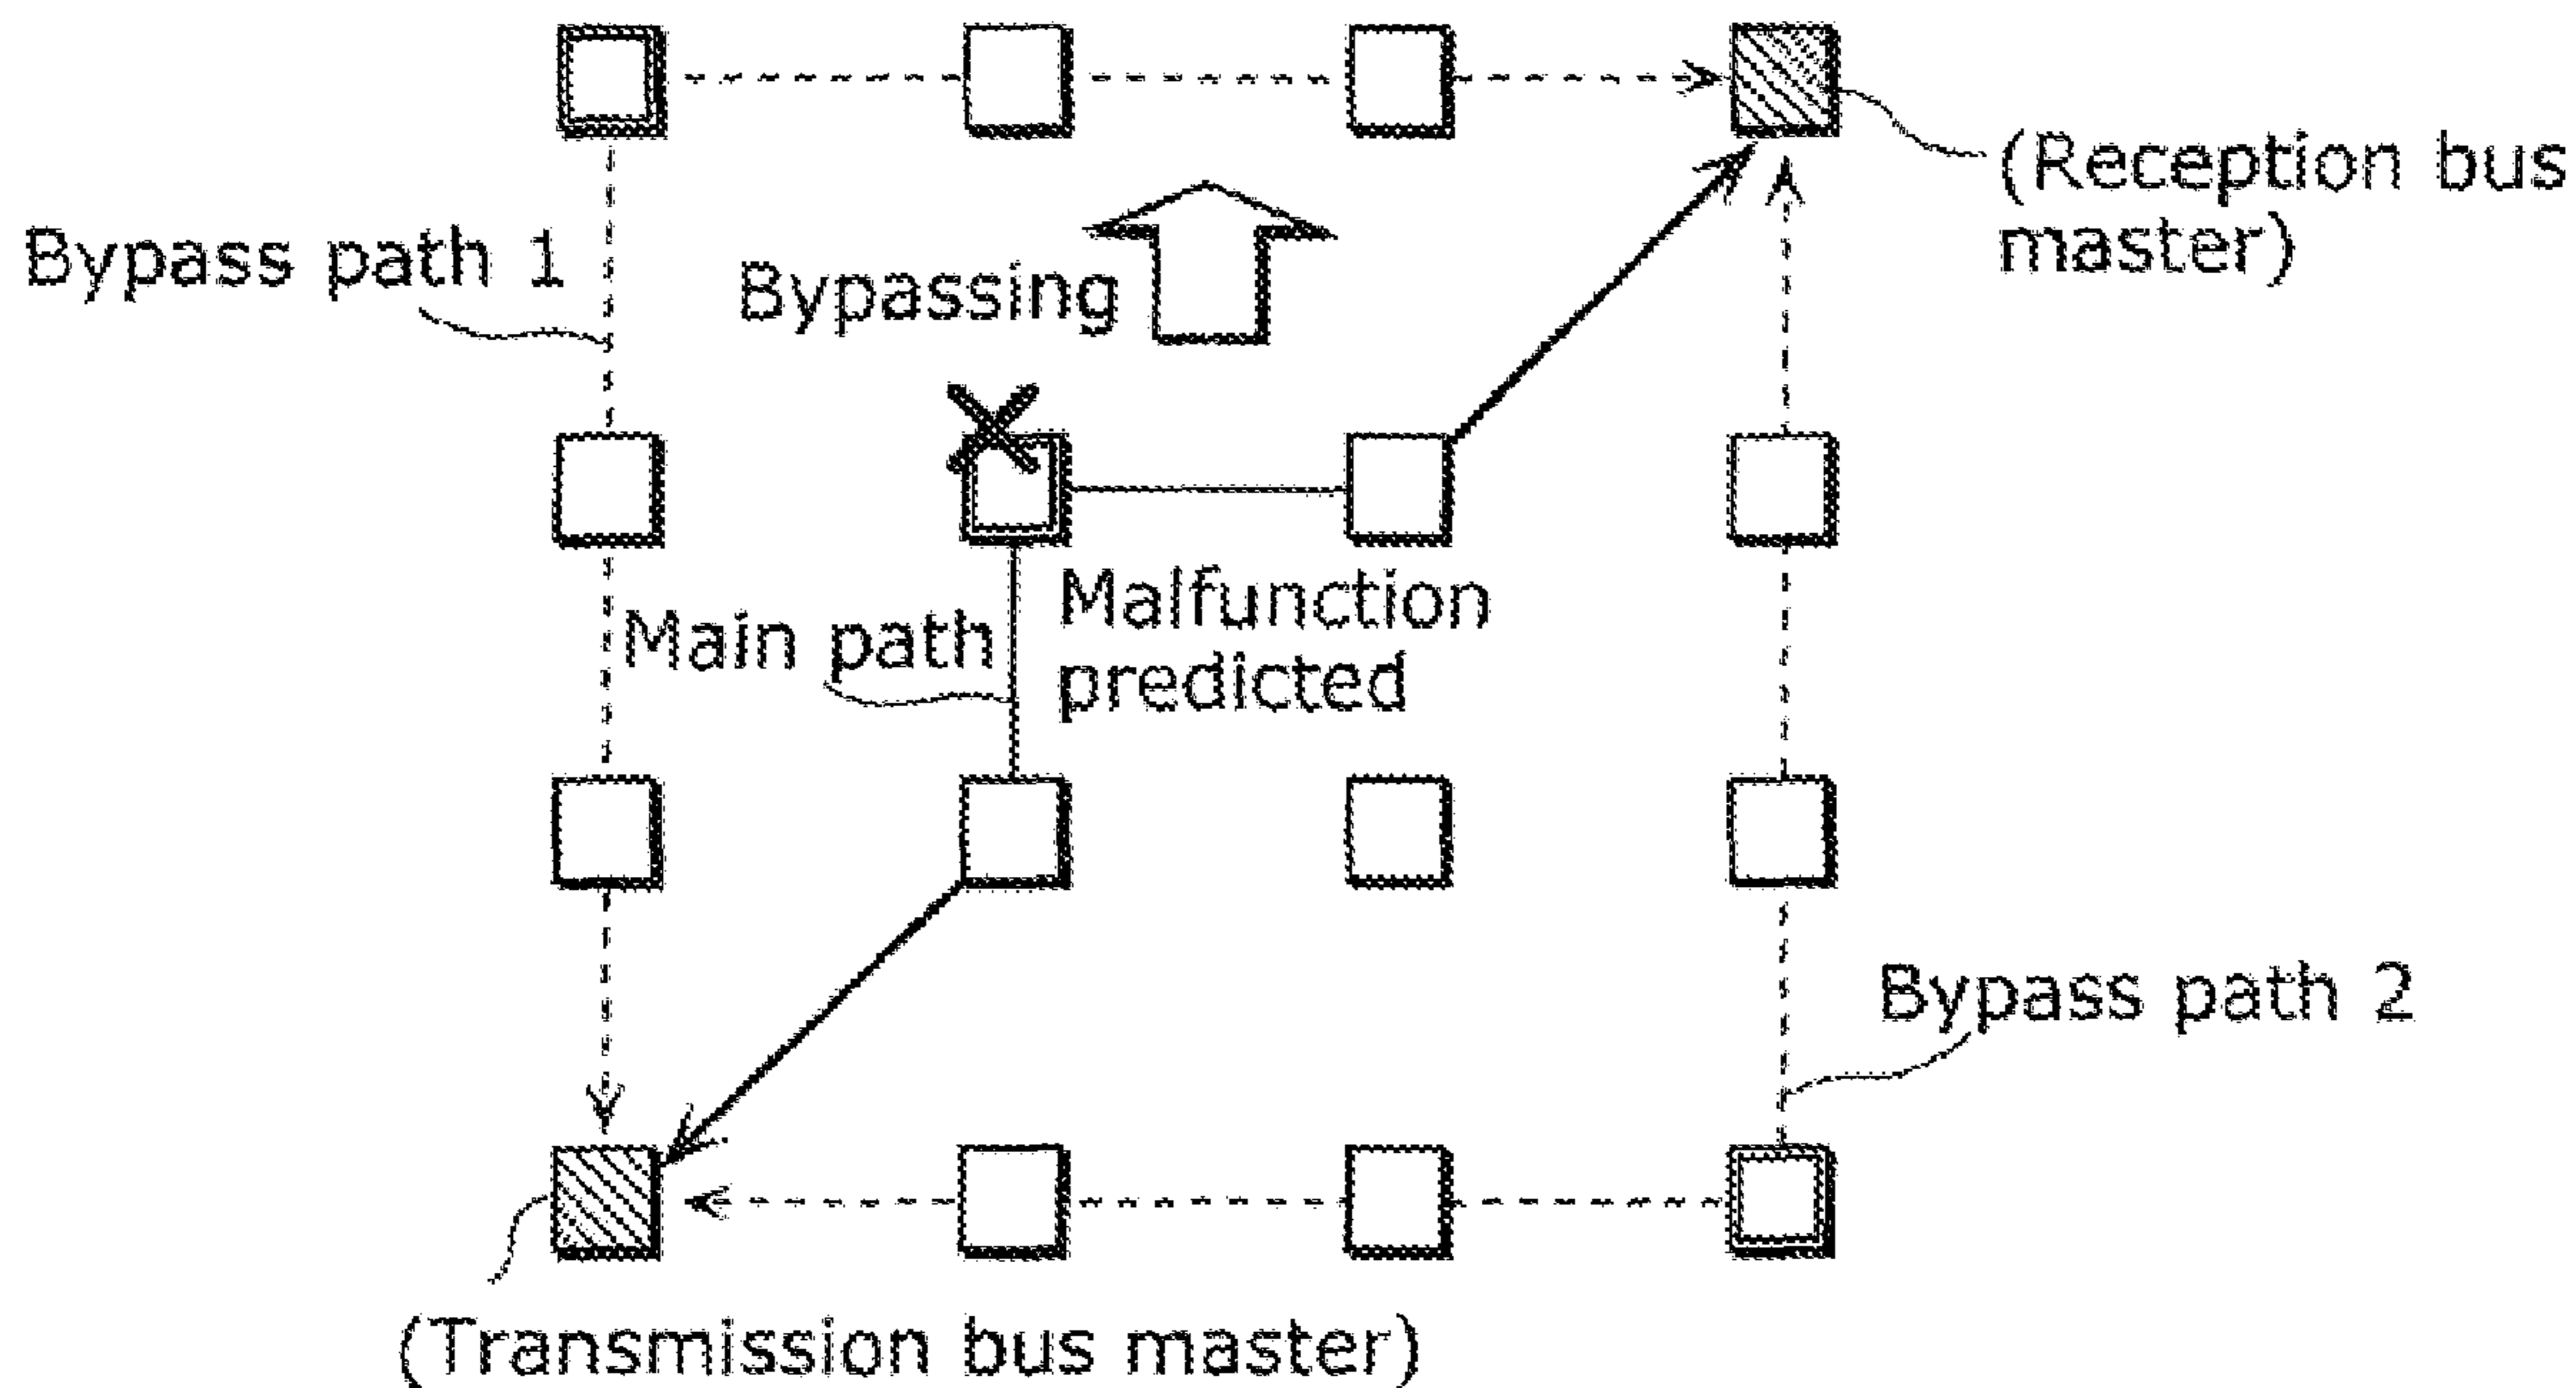 (Reception bus
master)
Bypass path 1
Bypassing
Malfunction
predicted
Main path
Bypass path 2
(Transmission bus master)